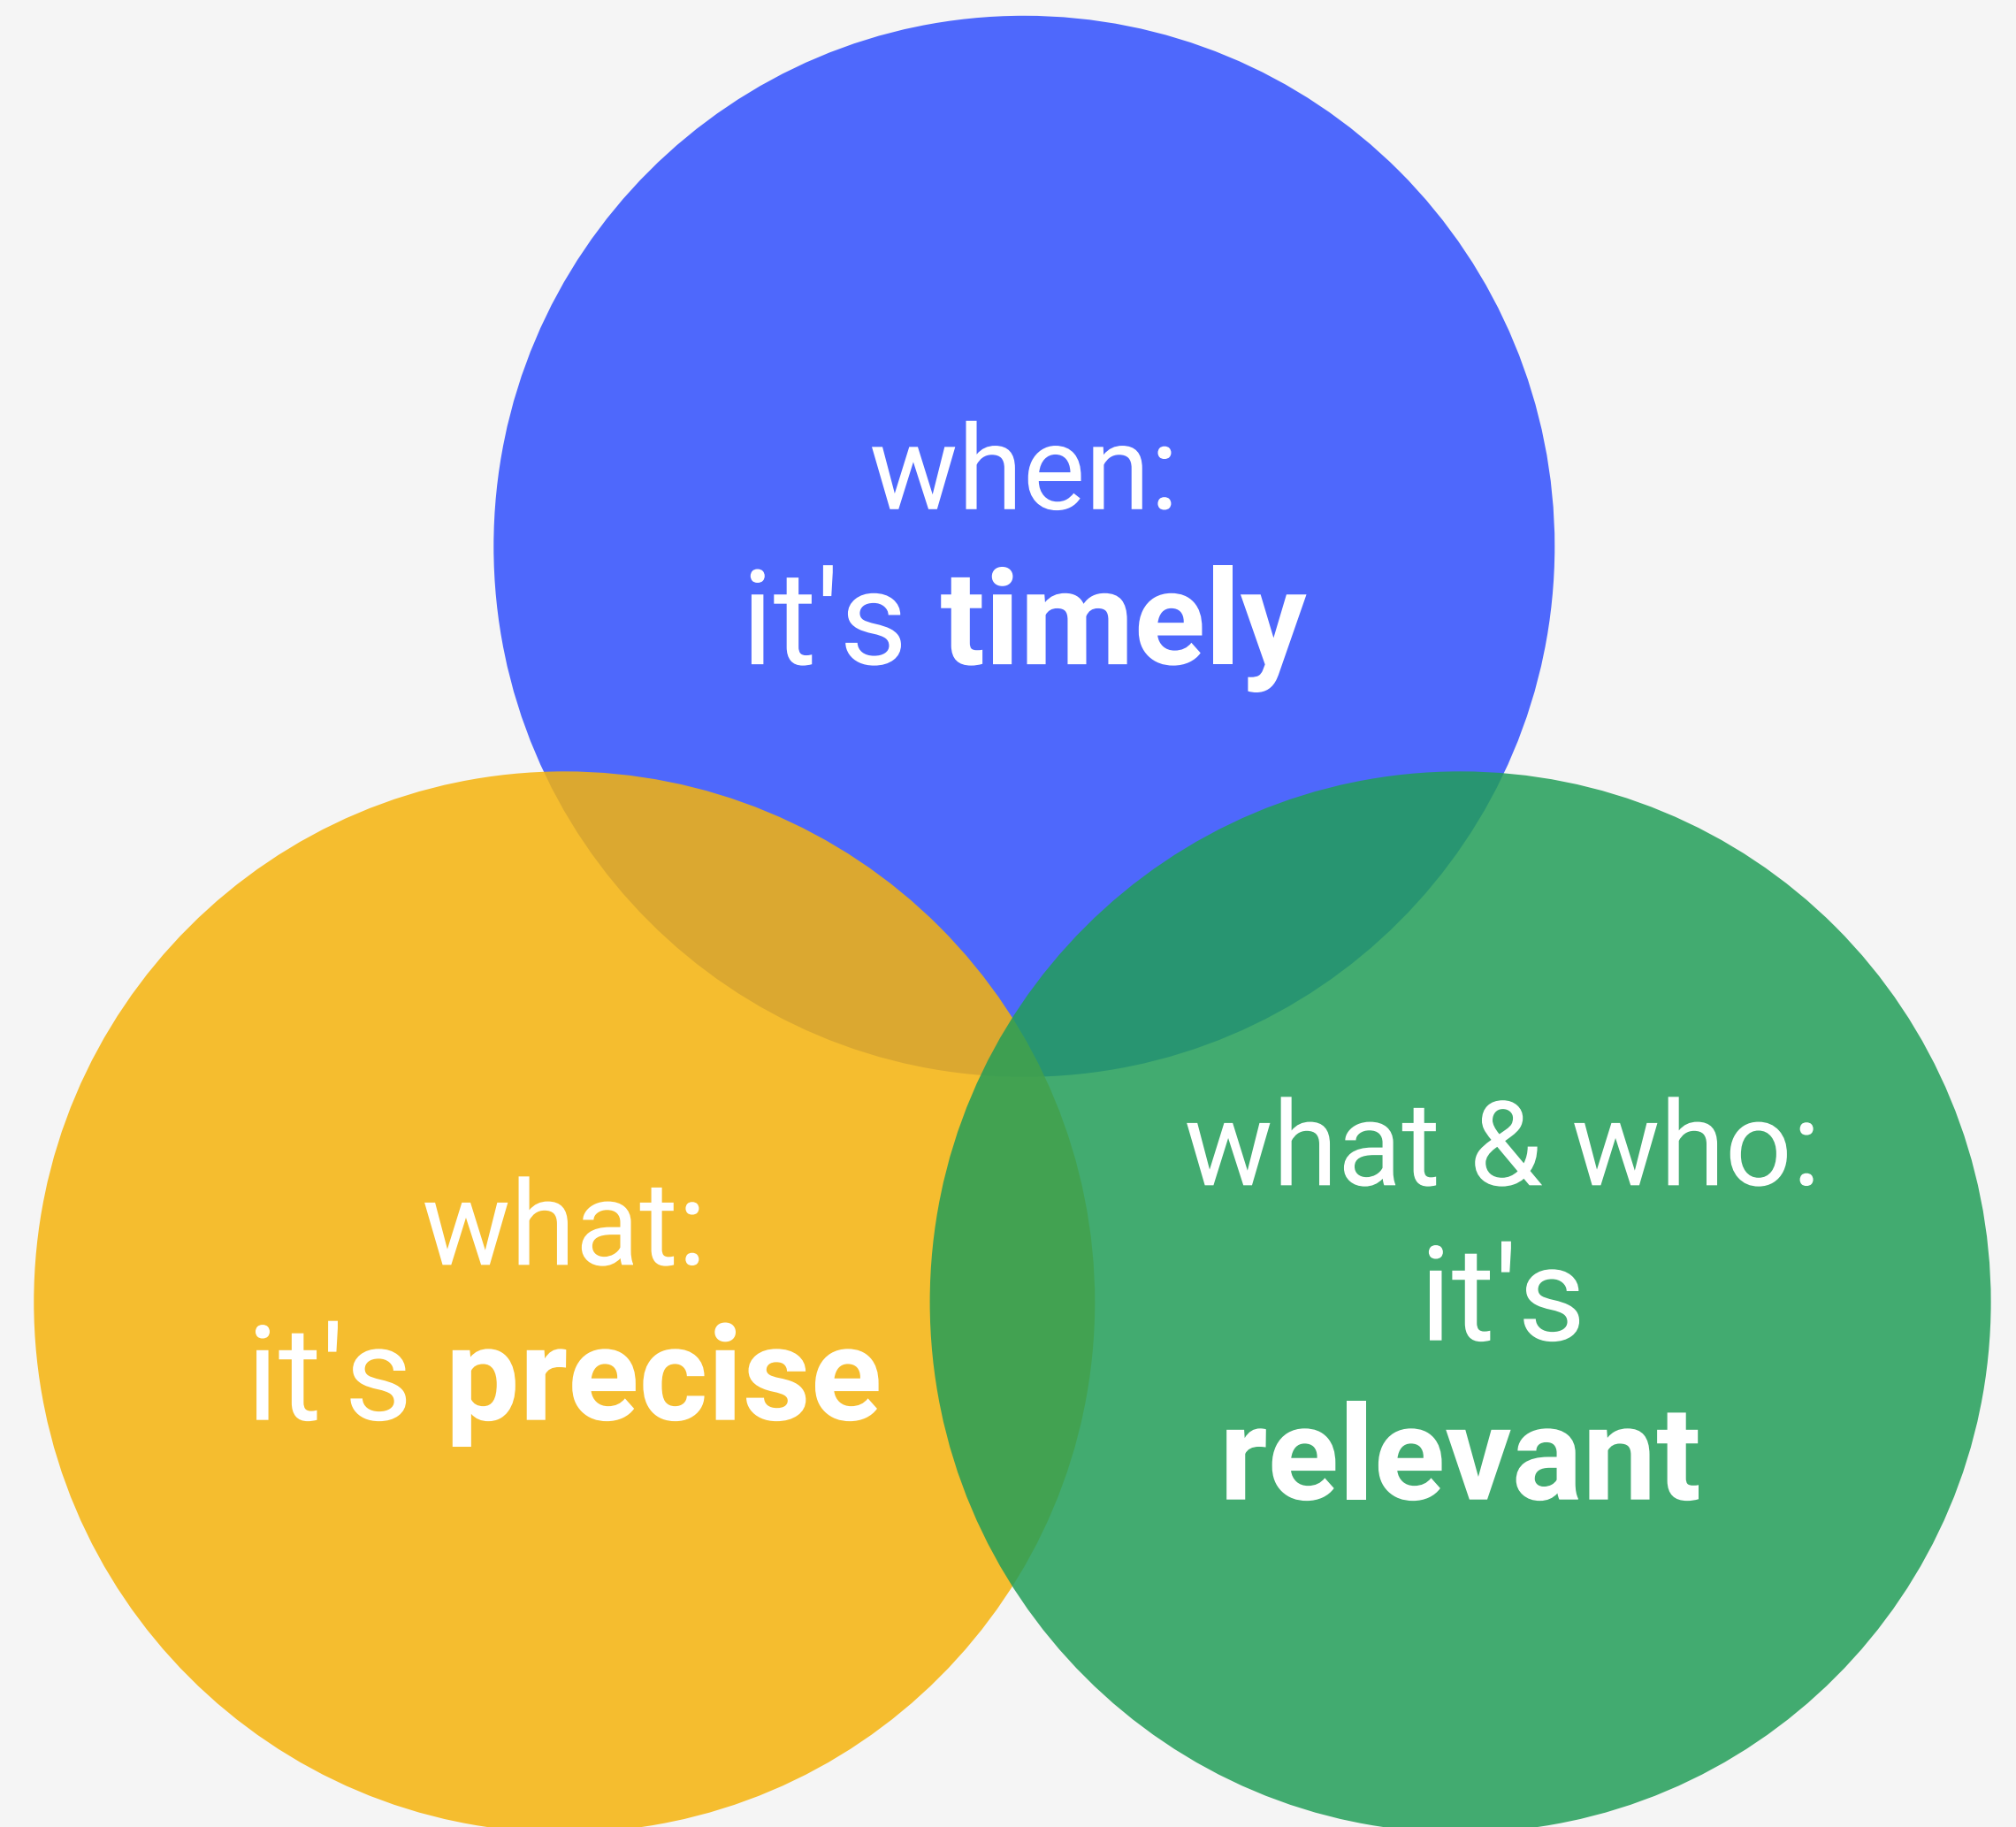 when:
it's timely
what:
it's precise
what & who:
it's
relevant